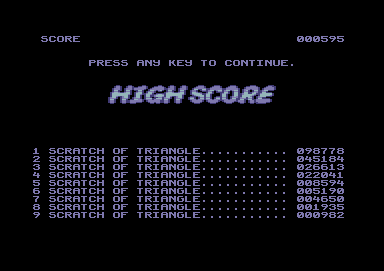 SCORE 000595
PRESS ANY KEY TO CONTINUE.
HIGH SCORE
1 SCRATCH OF TRIANGLE........... 098778
2 SCRATCH OF TRIANGLE........... 045184
3 SCRATCH OF TRIANGLE........... 026613
4 SCRATCH OF TRIANGLE........... 022041
5 SCRATCH OF TRIANGLE........... 008594
6 SCRATCH OF TRIANGLE........... 005190
7 SCRATCH OF TRIANGLE........... 004650
8 SCRATCH OF TRIANGLE........... 001935
9 SCRATCH OF TRIANGLE........... 000982